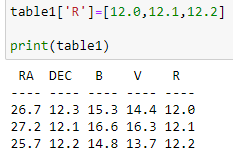 table1['R']=[12.0,12.1,12.2]
print(table1)
RA DEC B V R
---- ---- ---- ---- ----
26.7 12.3 15.3 14.4 12.0
27.2 12.1 16.6 16.3 12.1
25.7 12.2 14.8 13.7 12.2